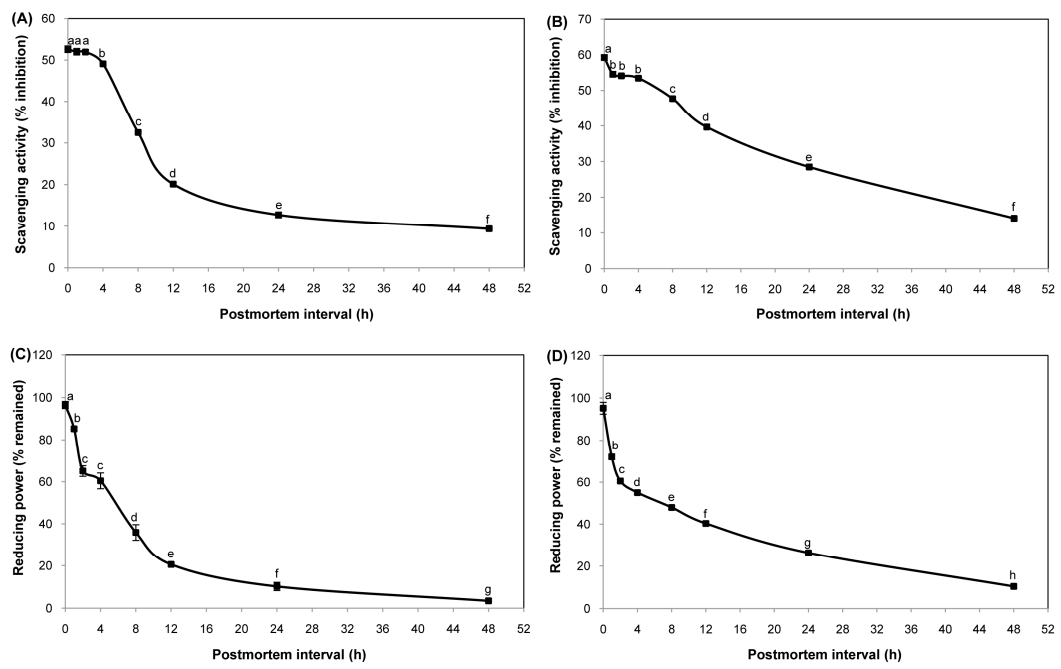 (A)
Scavenging activity (% inhibition)
60
50
40
30
20
10
0
a a a b c d e f
0 4 8 12 16 20 24 28 32 36 40 44 48 52
Postmortem interval (h)
(B)
Scavenging activity (% inhibition)
70
60
50
40
30
20
10
0
a b b b c d e f
0 4 8 12 16 20 24 28 32 36 40 44 48 52
Postmortem interval (h)
(C)
Reducing power (% remained)
120
100
80
60
40
20
0
a b c c d e f g
0 4 8 12 16 20 24 28 32 36 40 44 48 52
Postmortem interval (h)
(D)
Reducing power (% remained)
120
100
80
60
40
20
0
a b c d e f g h
0 4 8 12 16 20 24 28 32 36 40 44 48 52
Postmortem interval (h)